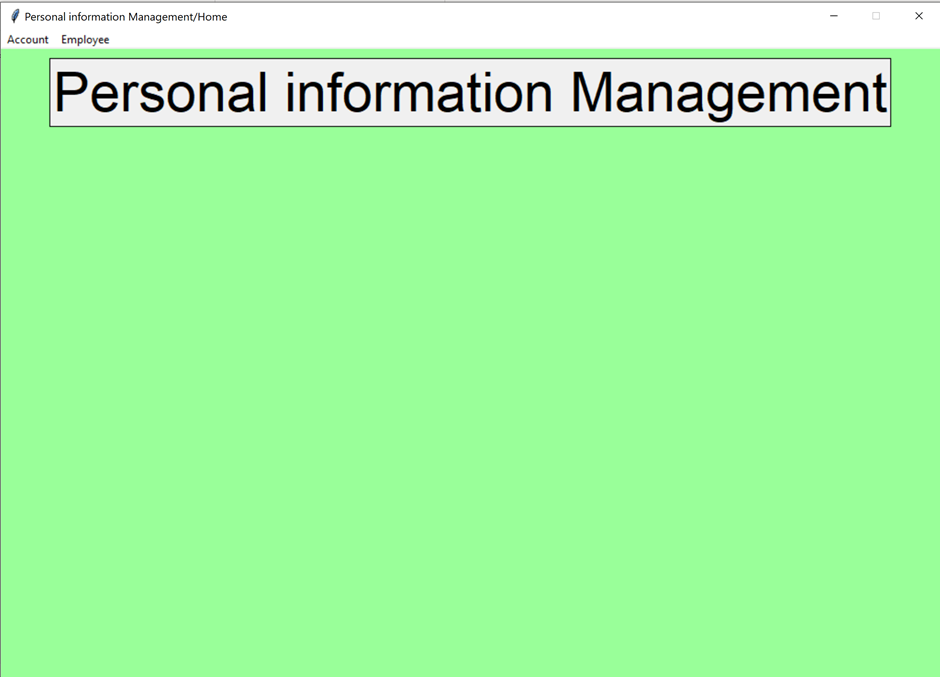 Personal information Management/Home
Account Employee
Personal information Management